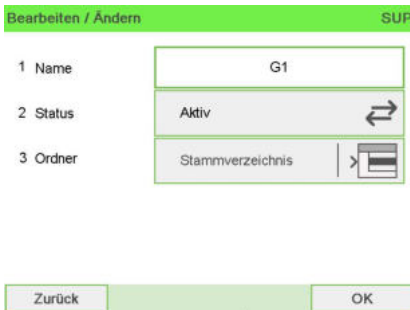 Bearbeiten / Ändern SUP
1 Name G1
2 Status Aktiv
3 Ordner Stammverzeichnis
Zurück OK